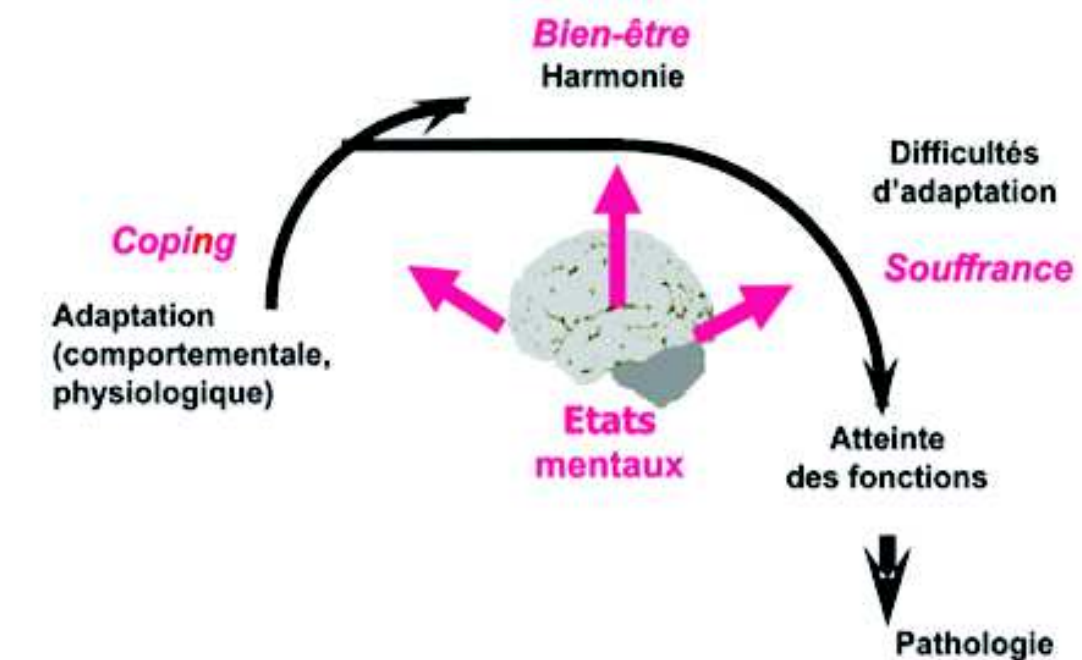 Bien-être
Harmonie
Difficultés
d'adaptation
Coping
Souffrance
Adaptation
(comportementale,
physiologique)
Etats
mentaux
Atteinte
des fonctions
Pathologie